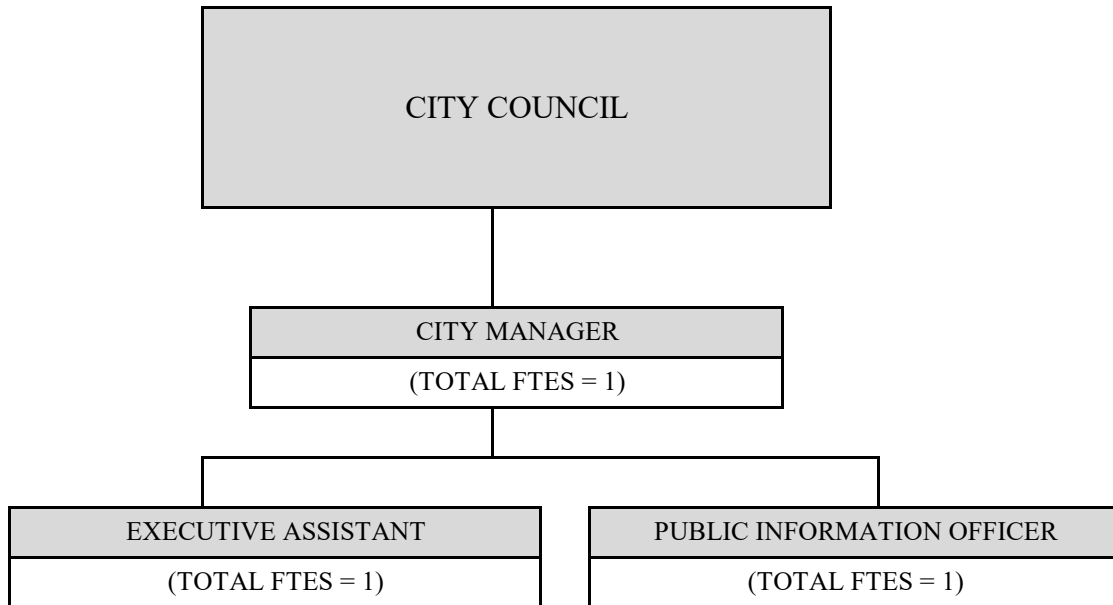 CITY COUNCIL
CITY MANAGER
(TOTAL FTES = 1)
EXECUTIVE ASSISTANT
(TOTAL FTES = 1)
PUBLIC INFORMATION OFFICER
(TOTAL FTES = 1)